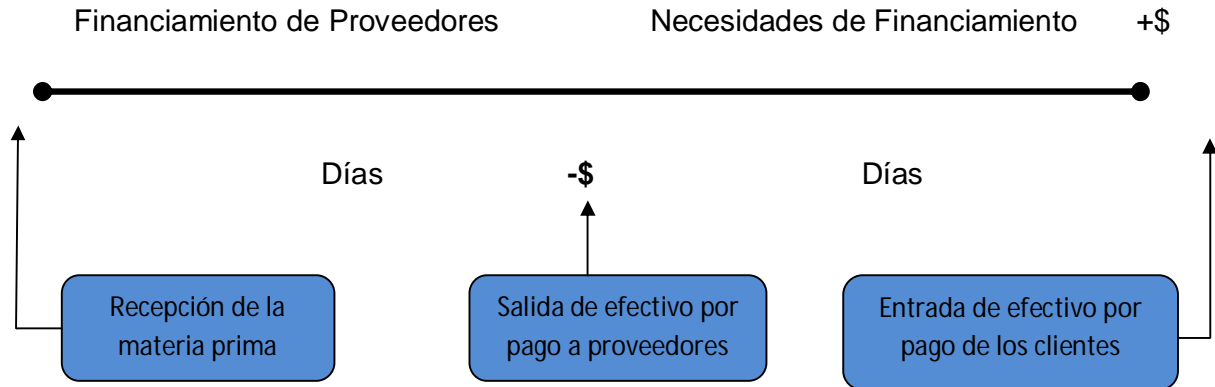 Financiamiento de Proveedores Necesidades de Financiamiento +$
Días -$ Días
Recepción de la
materia prima
Salida de efectivo por
pago a proveedores
Entrada de efectivo por
pago de los clientes